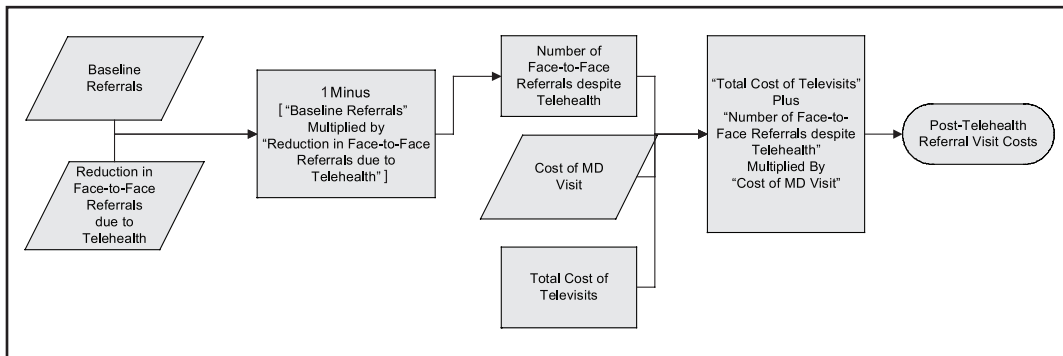 Baseline
Referrals
Reduction in
Face-to-Face
Referrals
due to
Telehealth
1 Minus
[ “Baseline Referrals”
Multiplied by
“Reduction in Face-to-Face
Referrals due to
Telehealth” ]
Number of
Face-to-Face
Referrals despite
Telehealth
Cost of MD
Visit
Total Cost of
Televisits
“Total Cost of Televisits”
Plus
“Number of Face-to-
Face Referrals despite
Telehealth”
Multiplied By
“Cost of MD Visit”
Post-Telehealth
Referral Visit Costs